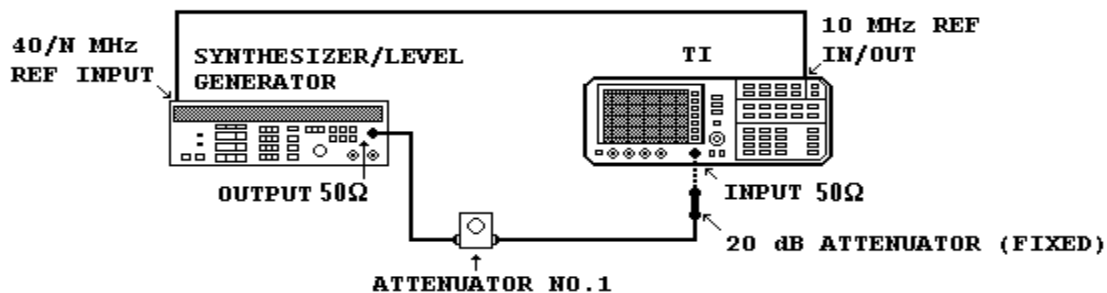 40/N MHz
REF INPUT
SYNTHESIZER/LEVEL
GENERATOR
TI
10 MHz REF
IN/OUT
OUTPUT 50Ω
INPUT 50Ω
20 dB ATTENUATOR (FIXED)
ATTENUATOR NO.1